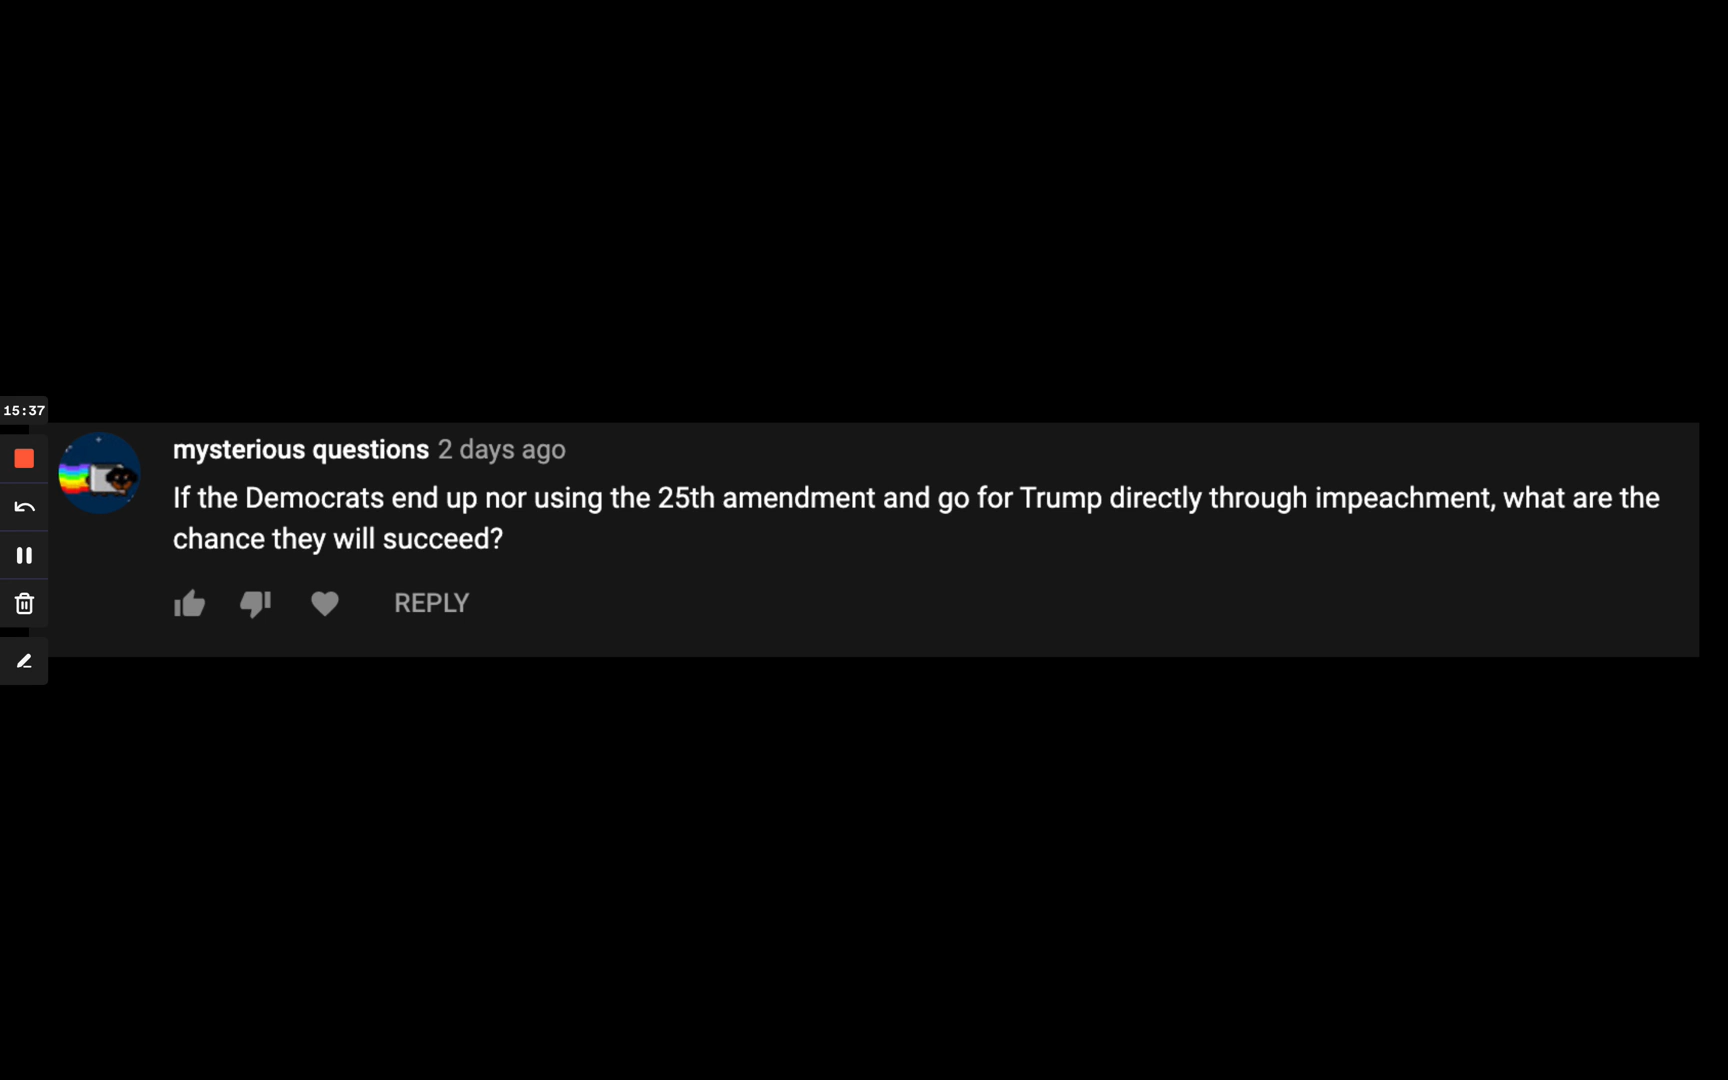 15:37
mysterious questions 2 days ago
If the Democrats end up nor using the 25th amendment and go for Trump directly through impeachment, what are the
chance they will succeed?
REPLY